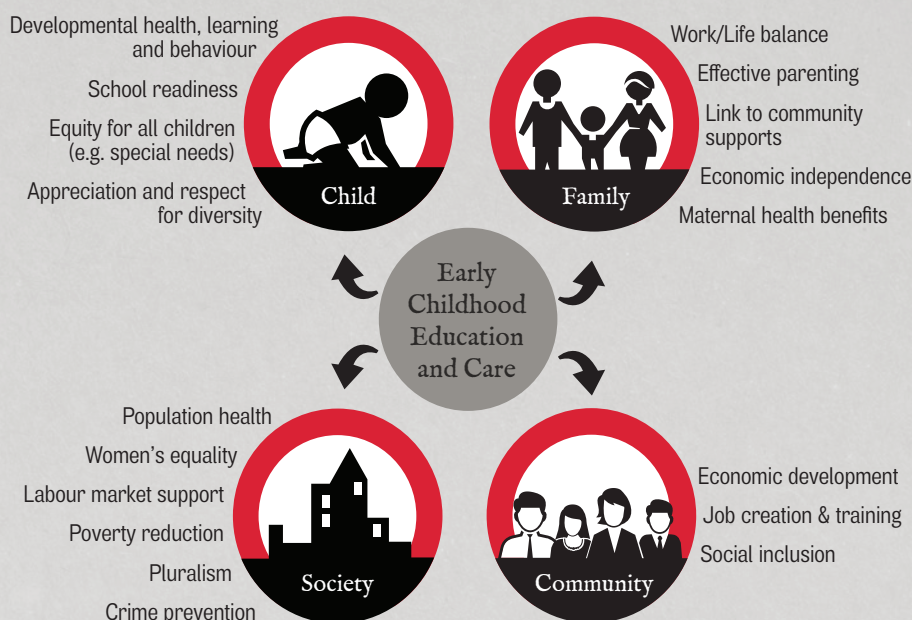 Developmental health, learning
and behaviour
School readiness
Equity for all children
(e.g. special needs)
Appreciation and respect
for diversity
Child
Work/Life balance
Effective parenting
Link to community
supports
Economic independence
Maternal health benefits
Family
Early
Childhood
Education
and Care
Population health
Women's equality
Labour market support
Poverty reduction
Pluralism
Crime prevention
Society
Economic development
Job creation & training
Social inclusion
Community